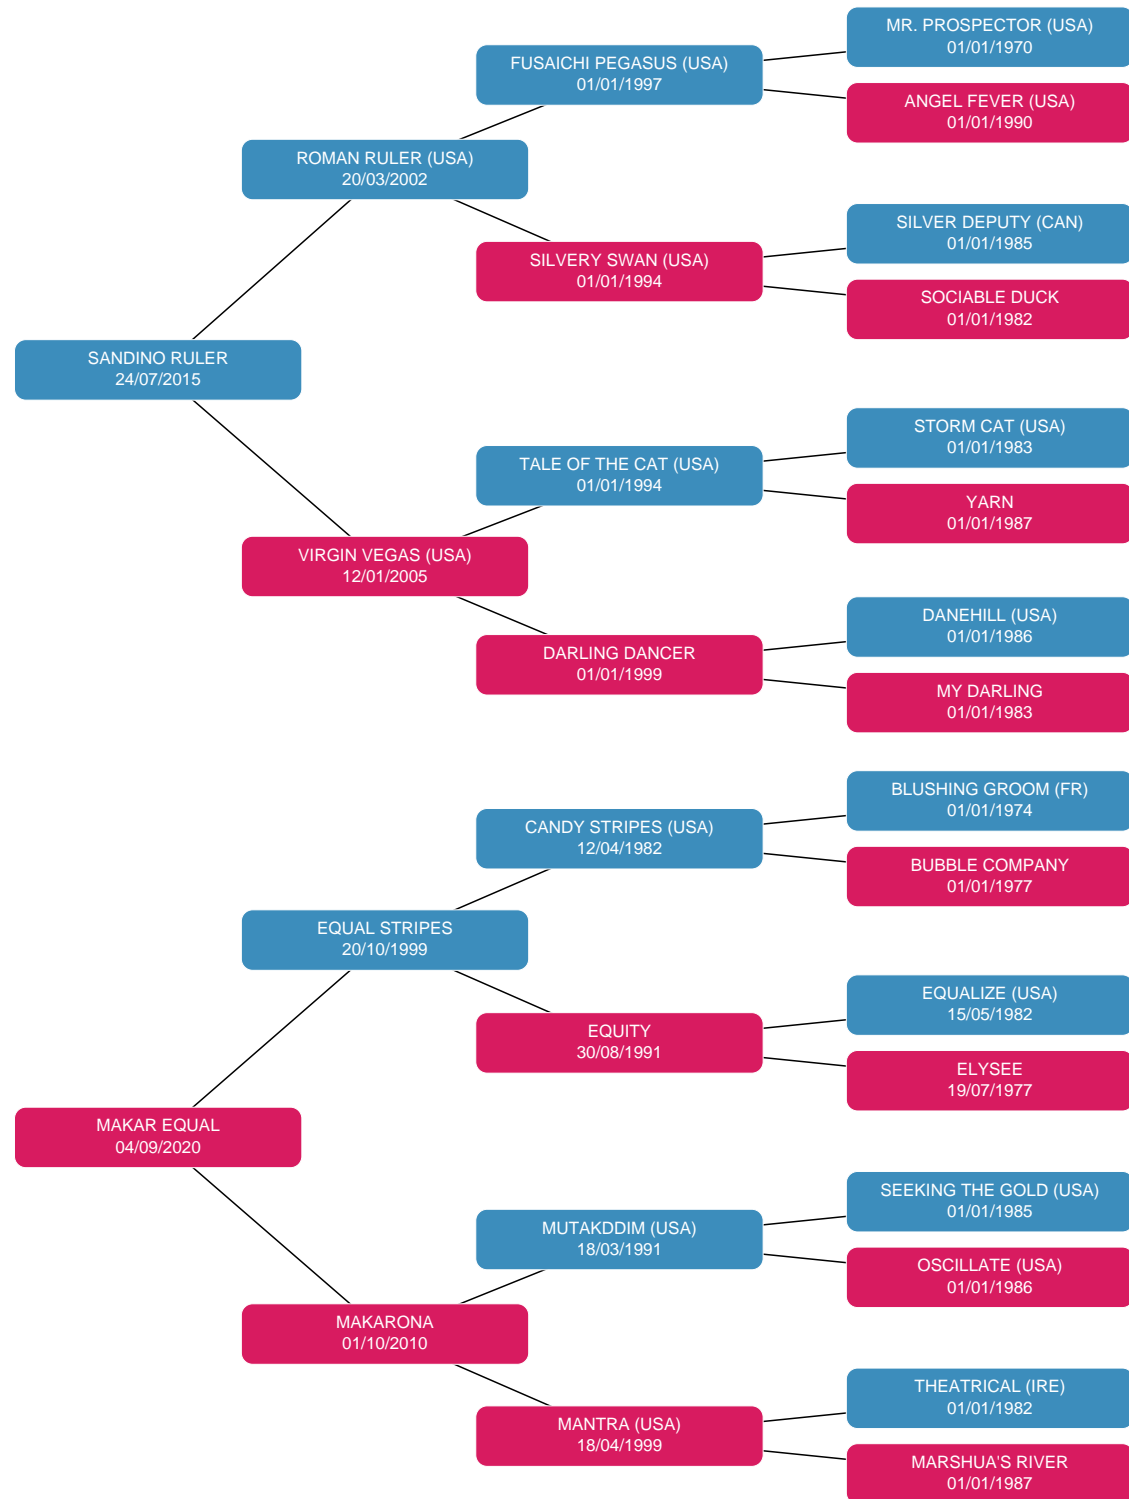 MR. PROSPECTOR (USA)
01/01/1970
FUSAICHI PEGASUS (USA)
01/01/1997
ANGEL FEVER (USA)
01/01/1990
ROMAN RULER (USA)
20/03/2002
SILVER DEPUTY (CAN)
01/01/1985
SILVERY SWAN (USA)
01/01/1994
SOCIABLE DUCK
01/01/1982
SANDINO RULER
24/07/2015
STORM CAT (USA)
01/01/1983
TALE OF THE CAT (USA)
01/01/1994
YARN
01/01/1987
VIRGIN VEGAS (USA)
12/01/2005
DANEHILL (USA)
01/01/1986
DARLING DANCER
01/01/1999
MY DARLING
01/01/1983
BLUSHING GROOM (FR)
01/01/1974
CANDY STRIPES (USA)
12/04/1982
BUBBLE COMPANY
01/01/1977
EQUAL STRIPES
20/10/1999
EQUALIZE (USA)
15/05/1982
EQUITY
30/08/1991
ELYSEE
19/07/1977
MAKAR EQUAL
04/09/2020
SEEKING THE GOLD (USA)
01/01/1985
MUTAKDDIM (USA)
18/03/1991
OSCILLATE (USA)
01/01/1986
MAKARONA
01/10/2010
THEATRICAL (IRE)
01/01/1982
MANTRA (USA)
18/04/1999
MARSHUA'S RIVER
01/01/1987